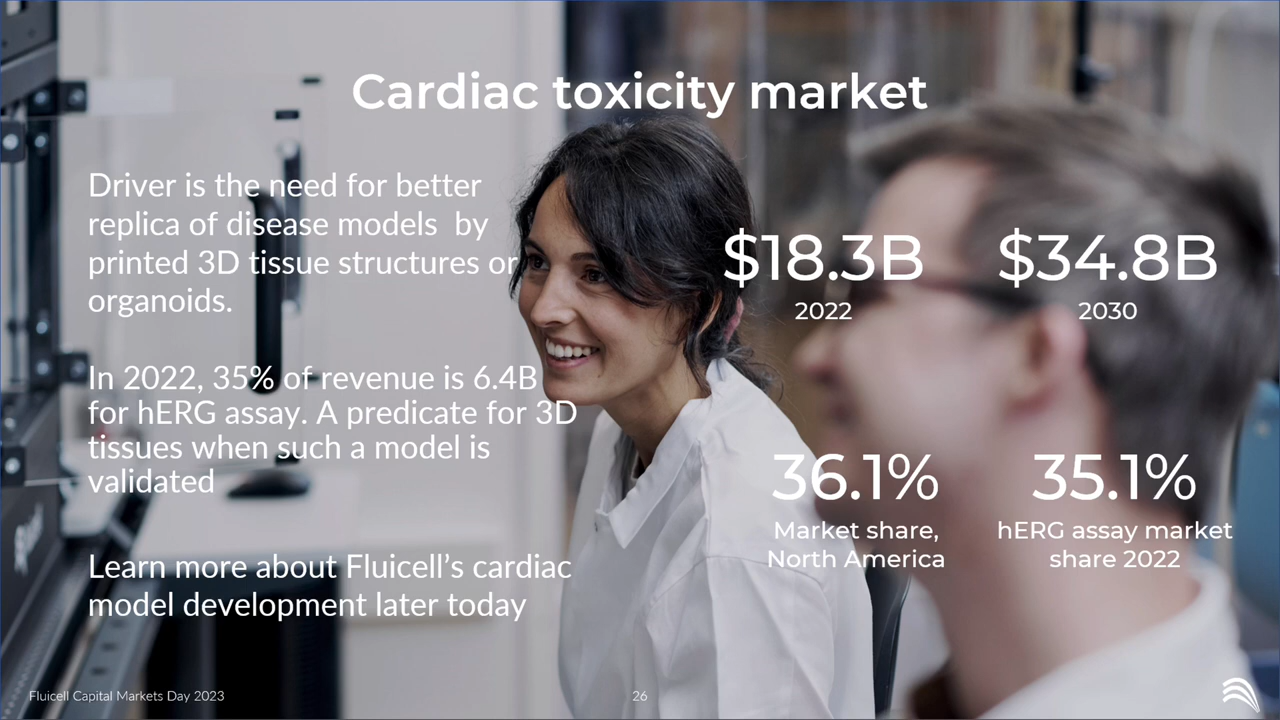 Cardiac toxicity market
Driver is the need for better
replica of disease models  by
printed 3D tissue structures or
organoids.
In 2022, 35% of revenue is 6.4B
for hERG assay. A predicate for 3D
tissues when such a model is
validated
Learn more about Fluicell’s cardiac
model development later today
$18.3B
2022
$34.8B
2030
36.1%
Market share,
North America
35.1%
hERG assay market
share 2022
Fluicell Capital Markets Day 2023
26